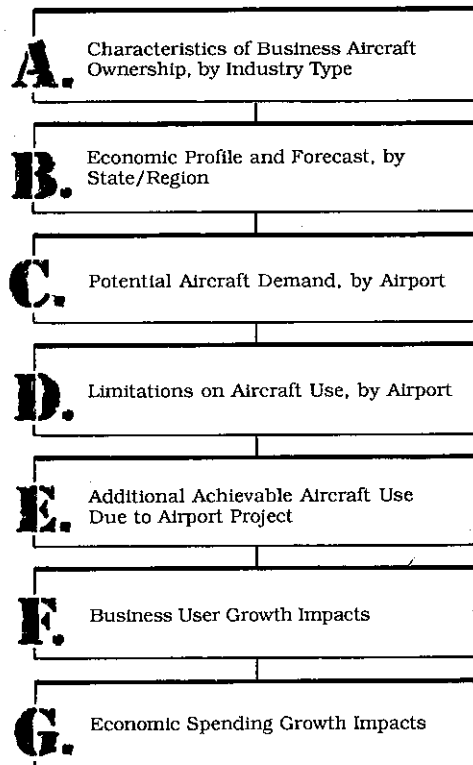 A.
Characteristics of Business Aircraft
Ownership, by Industry Type
B.
Economic Profile and Forecast, by
State/Region
C.
Potential Aircraft Demand, by Airport
D.
Limitations on Aircraft Use, by Airport
E.
Additional Achievable Aircraft Use
Due to Airport Project
F.
Business User Growth Impacts
G.
Economic Spending Growth Impacts